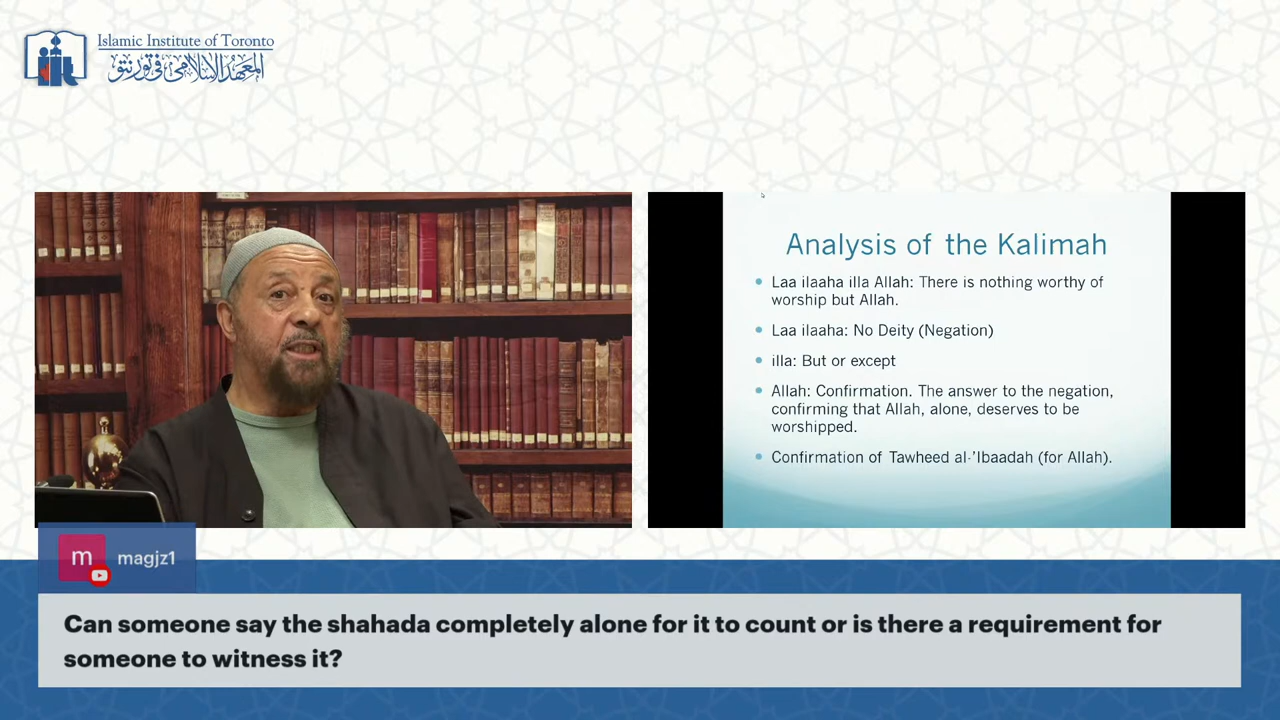 Islamic Institute of Toronto
المعهد الإسلامي في تورنتو
Analysis of the Kalimah
Laa ilaaha illa Allah: There is nothing worthy of
worship but Allah.
Laa ilaaha: No Deity (Negation)
illa: But or except
Allah: Confirmation. The answer to the negation,
confirming that Allah, alone, deserves to be
worshipped.
Confirmation of Tawheed al-'Ibaadah (for Allah).
m
magjz1
Can someone say the shahada completely alone for it to count or is there a requirement for
someone to witness it?